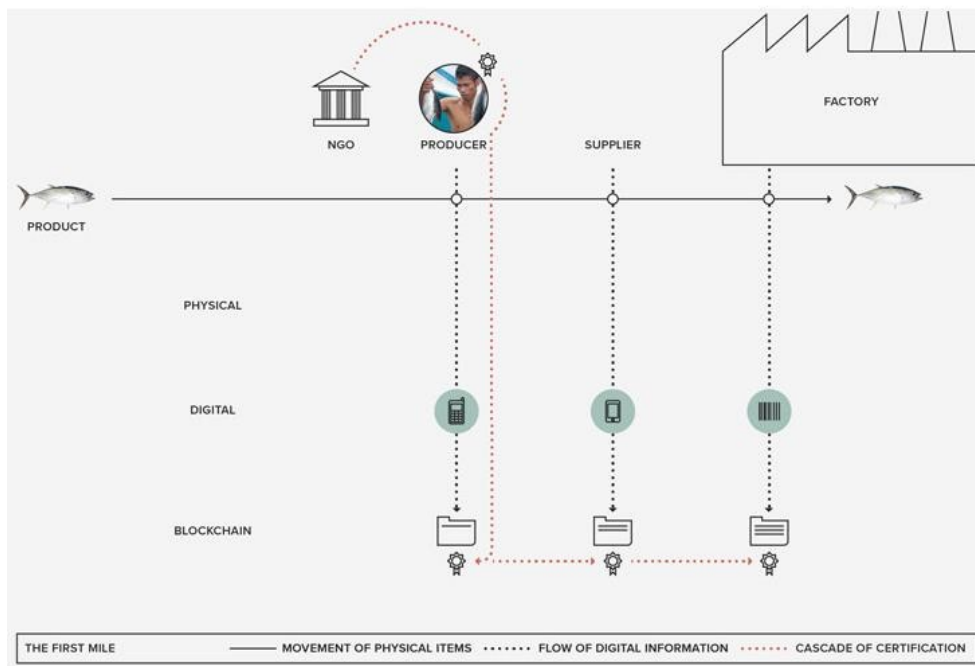 FACTORY
NGO
PRODUCER
SUPPLIER
PRODUCT
PHYSICAL
DIGITAL
BLOCKCHAIN
THE FIRST MILE MOVEMENT OF PHYSICAL ITEMS FLOW OF DIGITAL INFORMATION CASCADE OF CERTIFICATION